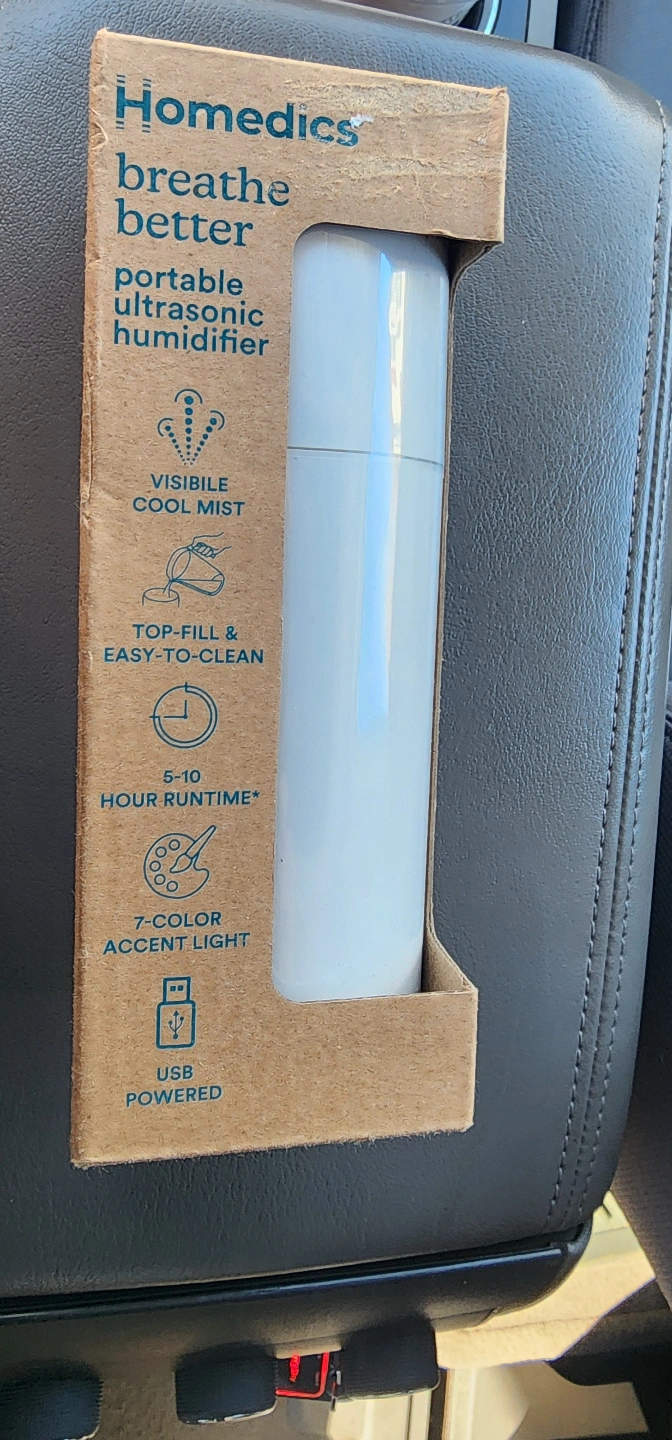 Homedics
breathe
better
portable
ultrasonic
humidifier
VISIBILE
COOL MIST
TOP-FILL &
EASY-TO-CLEAN
5-10
HOUR RUNTIME*
7-COLOR
ACCENT LIGHT
USB
POWERED